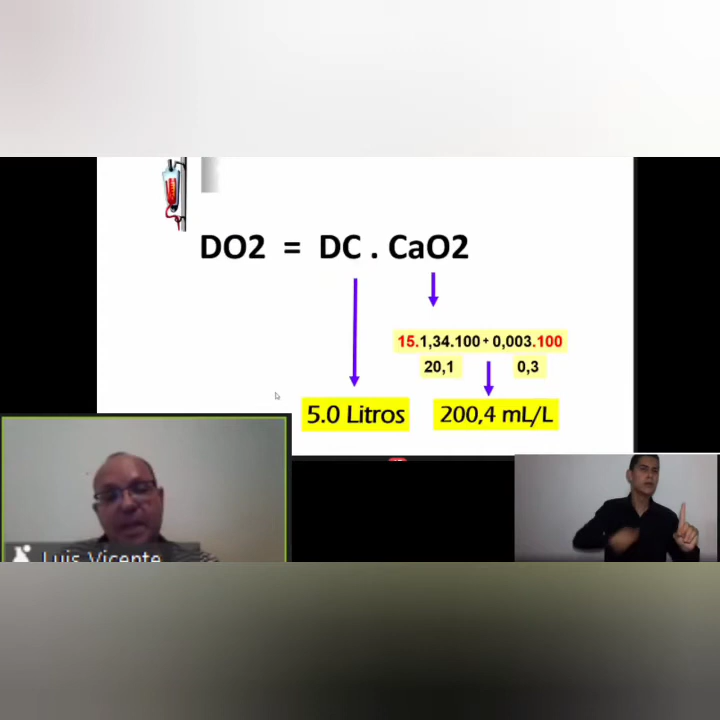 DO2 = DC . CaO2
15.1,34.100 + 0,003.100
20,1 0,3
5.0 Litros 200,4 mL/L
Luis Vicente